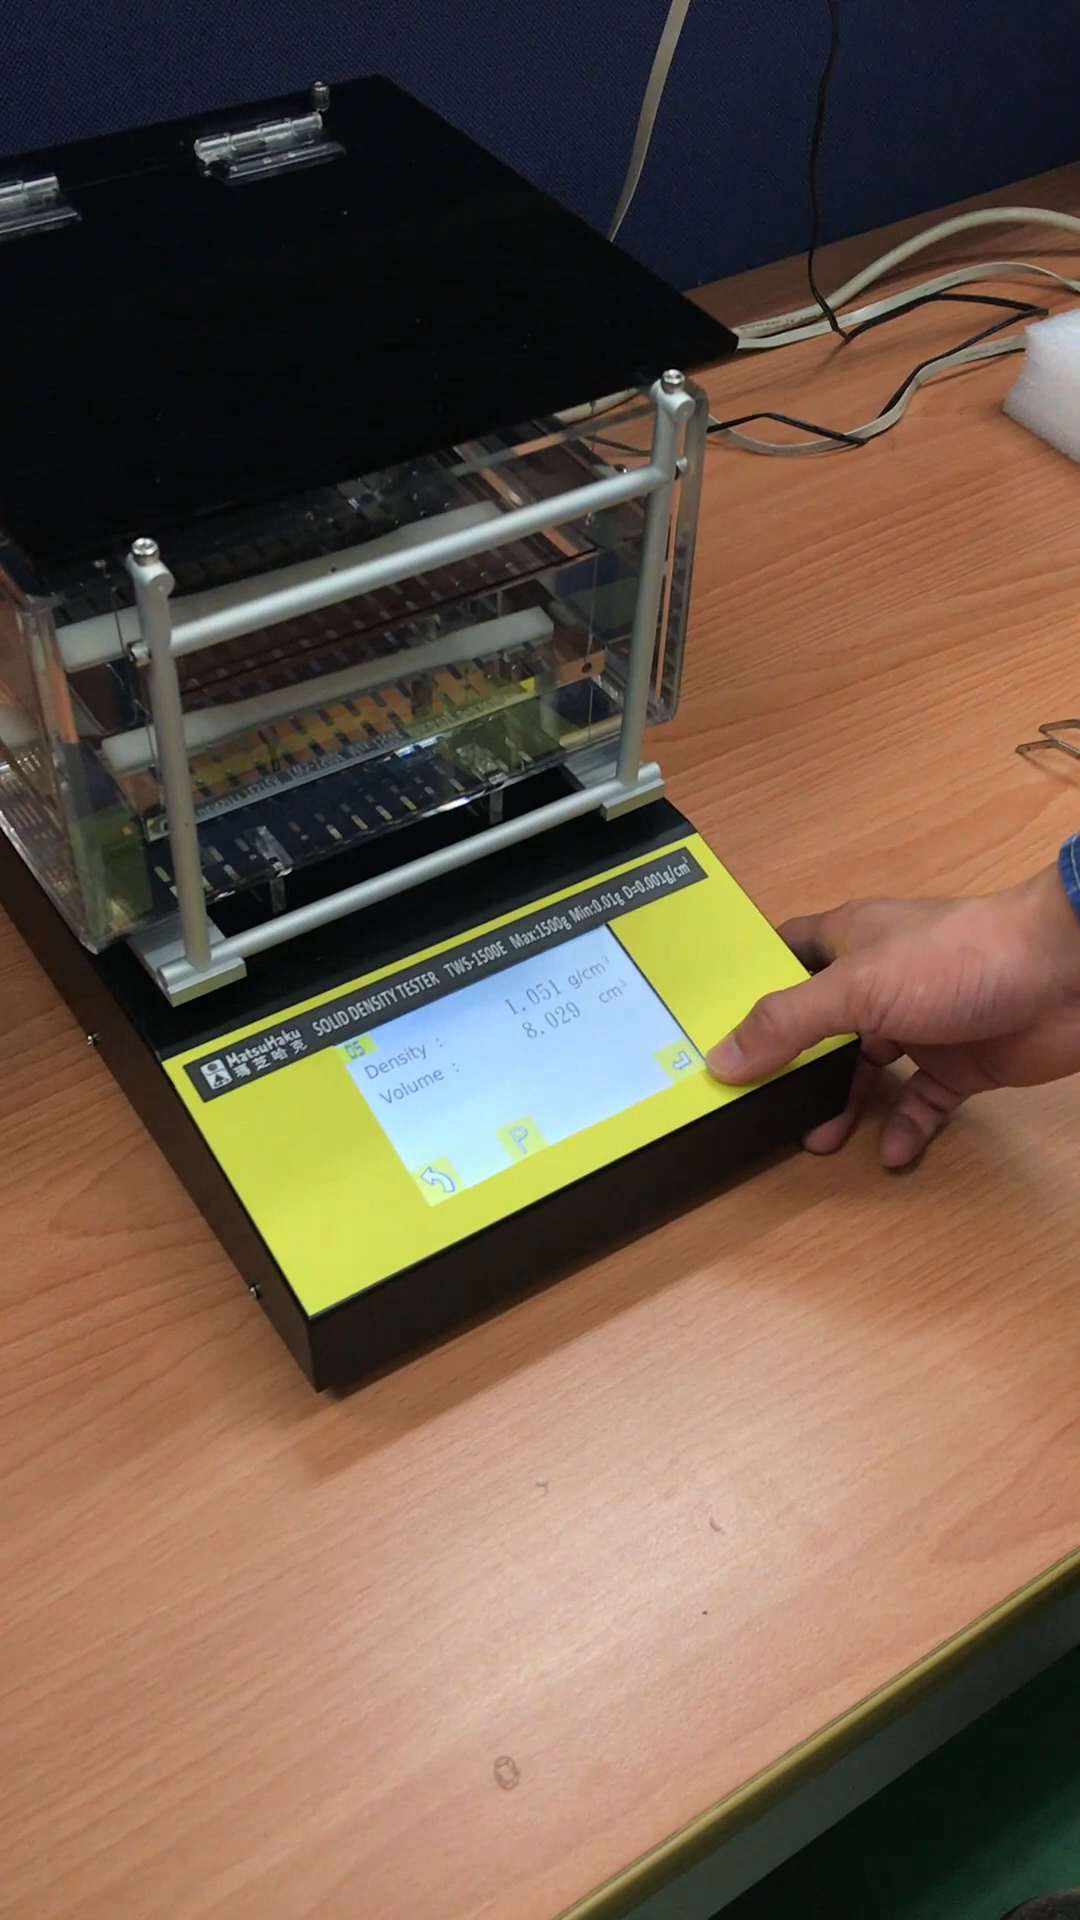 MatsuHaku
瑪芝哈克
SOLID DENSITY TESTER TWS-1500E Max:1500g Min:0.01g D=0.001g/cm³
05
Density : 1.051 g/cm³
Volume : 8.029 cm³
P